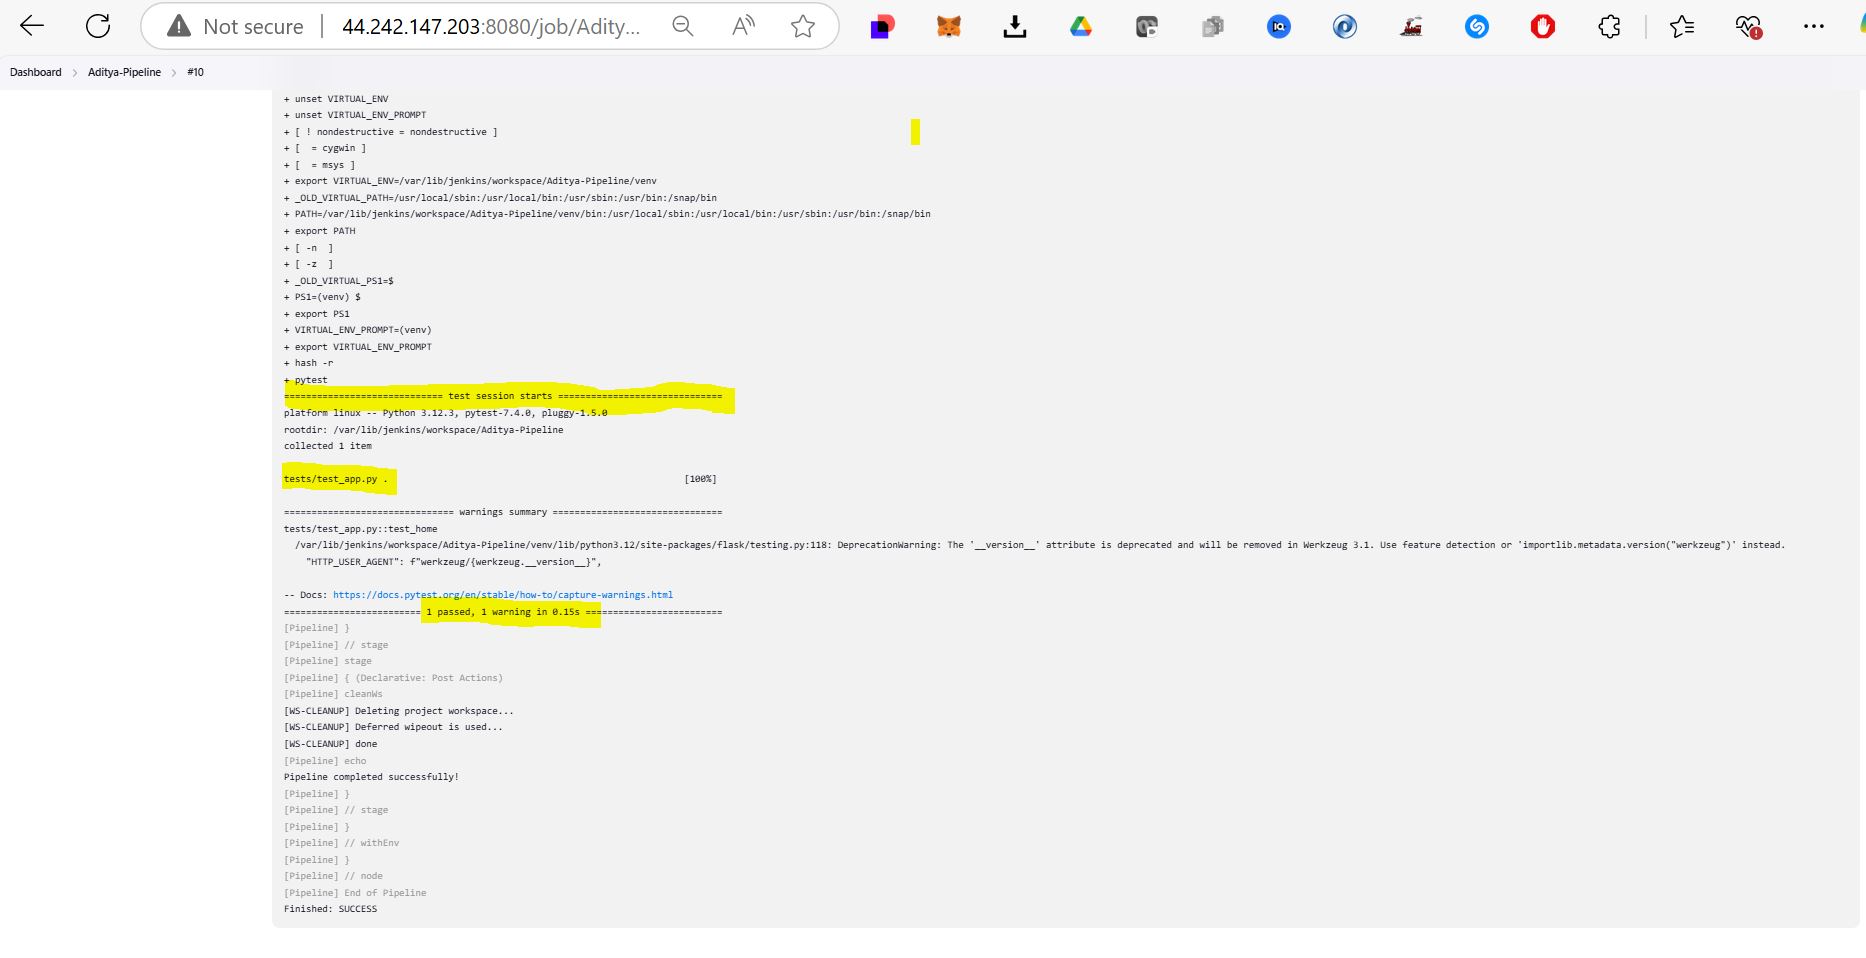 Not secure 44.242.147.203:8080/job/Adity...
Dashboard > Aditya-Pipeline > #10
+ unset VIRTUAL_ENV
+ unset VIRTUAL_ENV_PROMPT
+ [ ! nondestructive = nondestructive ]
+ [  = cygwin ]
+ [  = msys ]
+ export VIRTUAL_ENV=/var/lib/jenkins/workspace/Aditya-Pipeline/venv
+ _OLD_VIRTUAL_PATH=/usr/local/sbin:/usr/local/bin:/usr/sbin:/usr/bin:/snap/bin
+ PATH=/var/lib/jenkins/workspace/Aditya-Pipeline/venv/bin:/usr/local/sbin:/usr/local/bin:/usr/sbin:/usr/bin:/snap/bin
+ export PATH
+ [ -n  ]
+ [ -z  ]
+ _OLD_VIRTUAL_PS1=$
+ PS1=(venv) $
+ export PS1
+ VIRTUAL_ENV_PROMPT=(venv)
+ export VIRTUAL_ENV_PROMPT
+ hash -r
+ pytest
============================= test session starts ==============================
platform linux -- Python 3.12.3, pytest-7.4.0, pluggy-1.5.0
rootdir: /var/lib/jenkins/workspace/Aditya-Pipeline
collected 1 item
tests/test_app.py . [100%]
=============================== warnings summary ===============================
tests/test_app.py::test_home
/var/lib/jenkins/workspace/Aditya-Pipeline/venv/lib/python3.12/site-packages/flask/testing.py:118: DeprecationWarning: The '__version__' attribute is deprecated and will be removed in Werkzeug 3.1. Use feature detection or 'importlib.metadata.version("werkzeug")' instead.
"HTTP_USER_AGENT": f"werkzeug/{werkzeug.__version__}",
-- Docs: https://docs.pytest.org/en/stable/how-to/capture-warnings.html
========================= 1 passed, 1 warning in 0.15s =========================
[Pipeline] }
[Pipeline] // stage
[Pipeline] stage
[Pipeline] { (Declarative: Post Actions)
[Pipeline] cleanWs
[WS-CLEANUP] Deleting project workspace...
[WS-CLEANUP] Deferred wipeout is used...
[WS-CLEANUP] done
[Pipeline] echo
Pipeline completed successfully!
[Pipeline] }
[Pipeline] // stage
[Pipeline] }
[Pipeline] // withEnv
[Pipeline] }
[Pipeline] // node
[Pipeline] End of Pipeline
Finished: SUCCESS